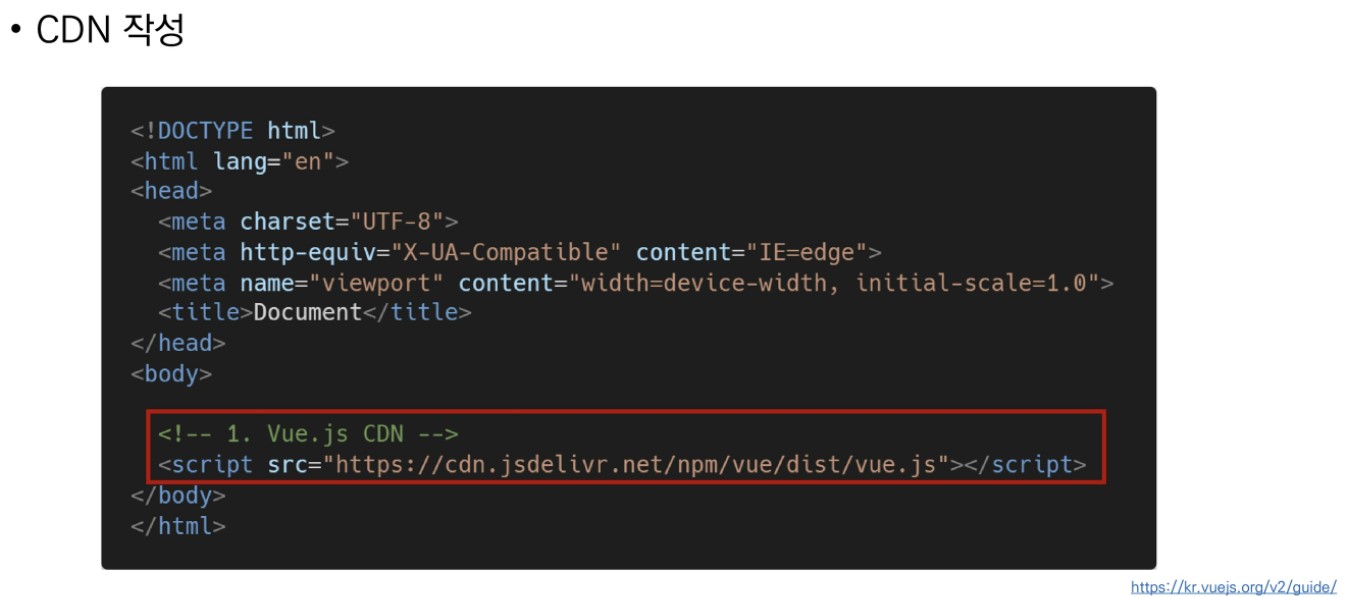 • CDN 작성
<!DOCTYPE html>
<html lang="en">
<head>
  <meta charset="UTF-8">
  <meta http-equiv="X-UA-Compatible" content="IE=edge">
  <meta name="viewport" content="width=device-width, initial-scale=1.0">
  <title>Document</title>
</head>
<body>
  <!-- 1. Vue.js CDN -->
  <script src="https://cdn.jsdelivr.net/npm/vue/dist/vue.js"></script>
</body>
</html>
https://kr.vuejs.org/v2/guide/